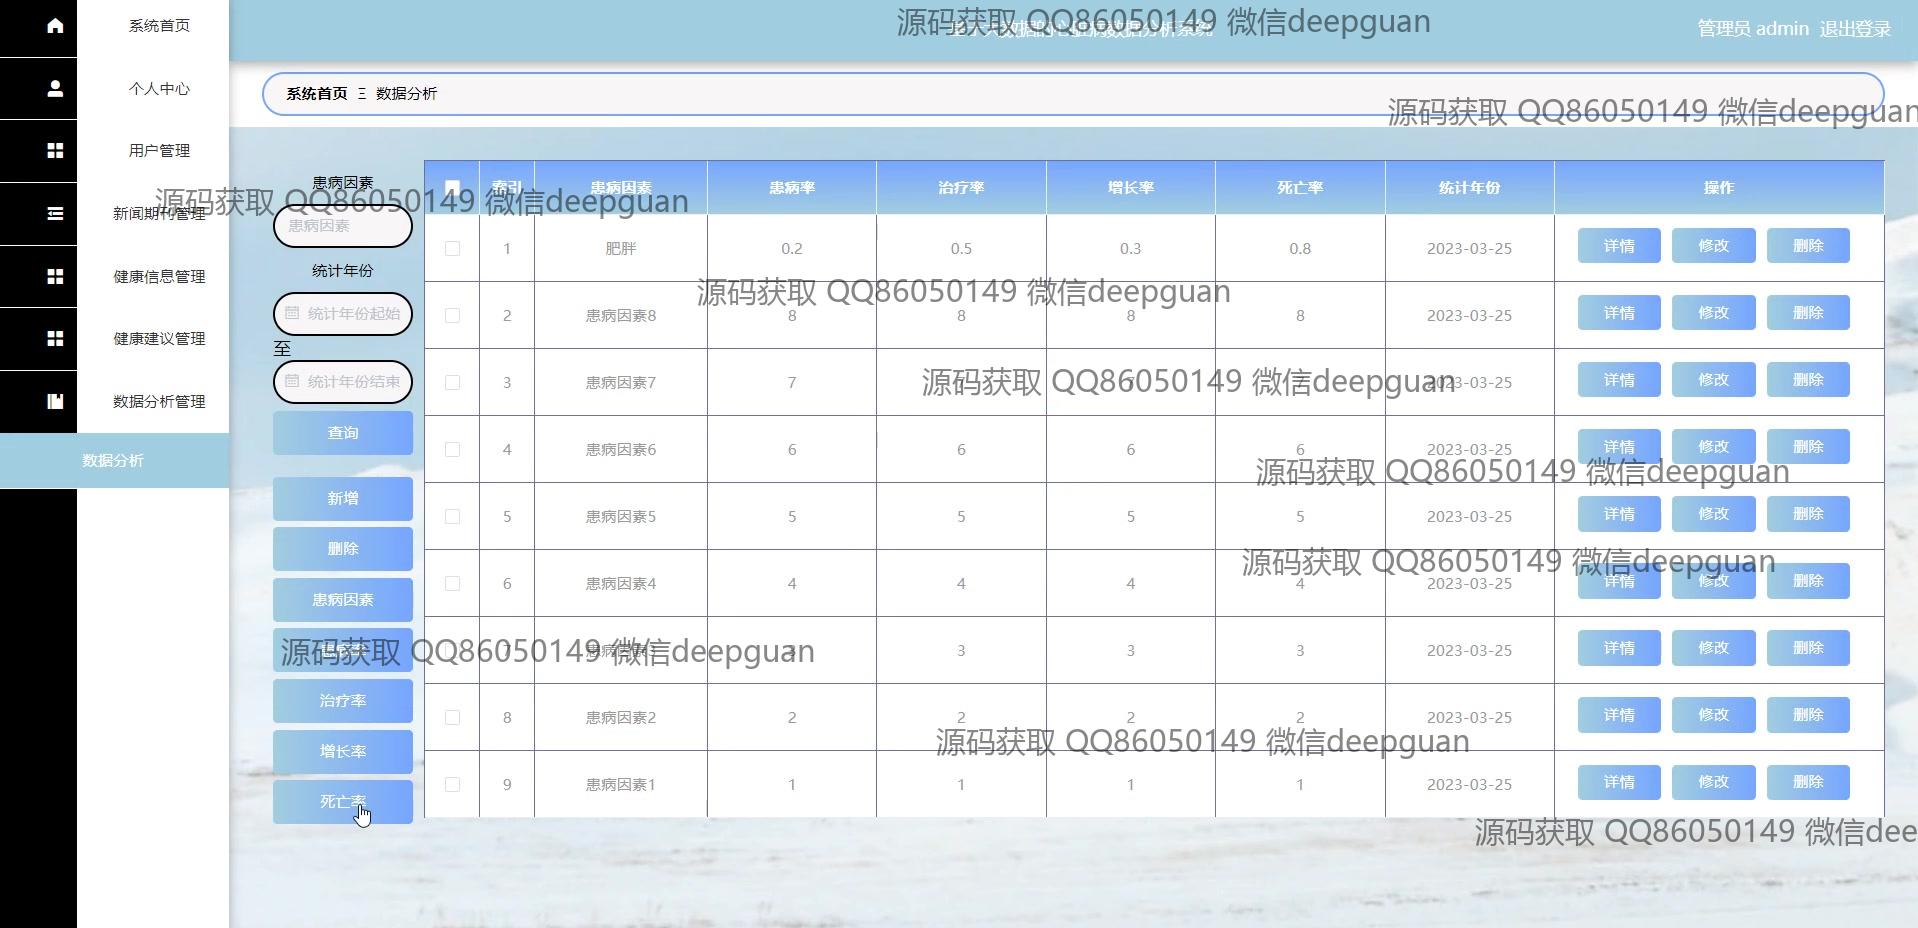 系统首页
个人中心
用户管理
新闻期刊管理
健康信息管理
健康建议管理
数据分析管理
数据分析
管理员 admin 退出登录
系统首页 Ξ 数据分析
患病因素
患病因素
统计年份
统计年份起始
至
统计年份结束
查询
新增
删除
患病因素
患病率
治疗率
增长率
死亡率
索引 患病因素 患病率 治疗率 增长率 死亡率 统计年份 操作
1 肥胖 0.2 0.5 0.3 0.8 2023-03-25 详情 修改 删除
2 患病因素8 8 8 8 8 2023-03-25 详情 修改 删除
3 患病因素7 7 2023-03-25 详情 修改 删除
4 患病因素6 6 6 6 6 2023-03-25 详情 修改 删除
5 患病因素5 5 5 5 5 2023-03-25 详情 修改 删除
6 患病因素4 4 4 4 4 2023-03-25 详情 修改 删除
7 患病因素3 3 3 3 3 2023-03-25 详情 修改 删除
8 患病因素2 2 2 2 2 2023-03-25 详情 修改 删除
9 患病因素1 1 1 1 1 2023-03-25 详情 修改 删除
源码获取 QQ86050149 微信deepguan
源码获取 QQ86050149 微信deepguan
源码获取 QQ86050149 微信deepguan
源码获取 QQ86050149 微信deepguan
源码获取 QQ86050149 微信deepguan
源码获取 QQ86050149 微信deepguan
源码获取 QQ86050149 微信deepguan
源码获取 QQ86050149 微信deepguan
源码获取 QQ86050149 微信deepguan
源码获取 QQ86050149 微信dee